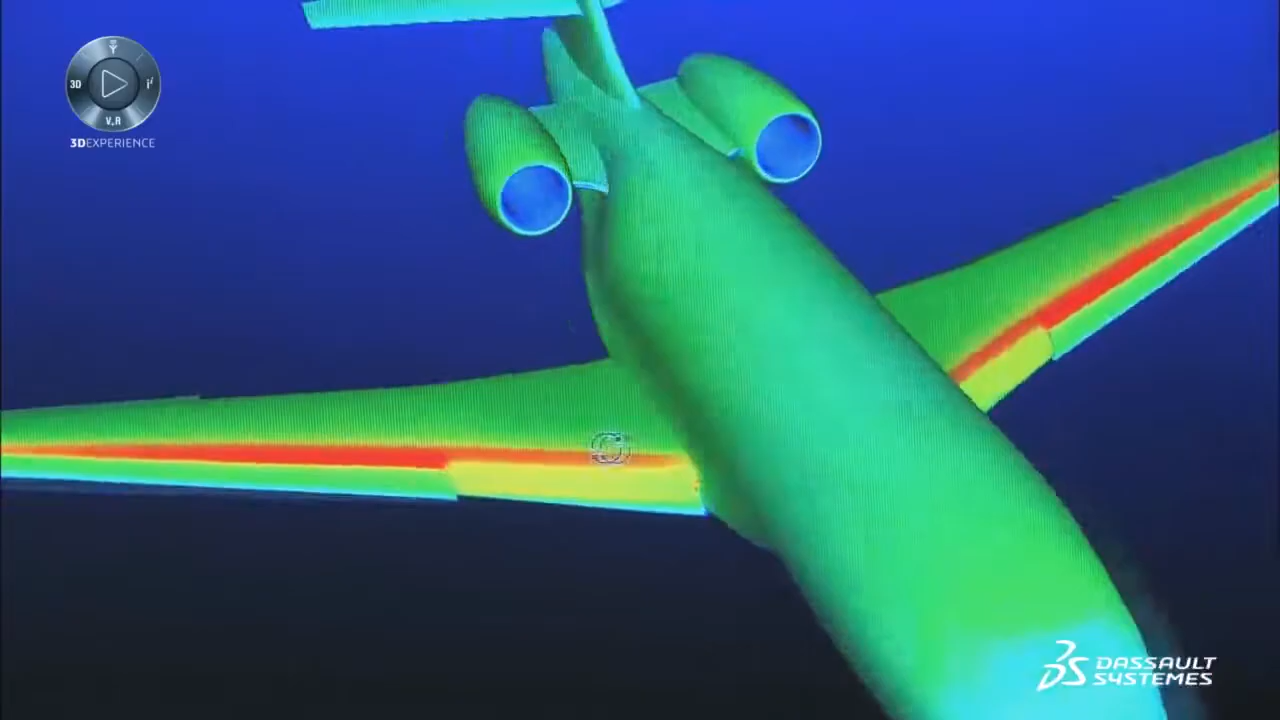 3D
i
V,R
3DEXPERIENCE
DASSAULT
SYSTEMES